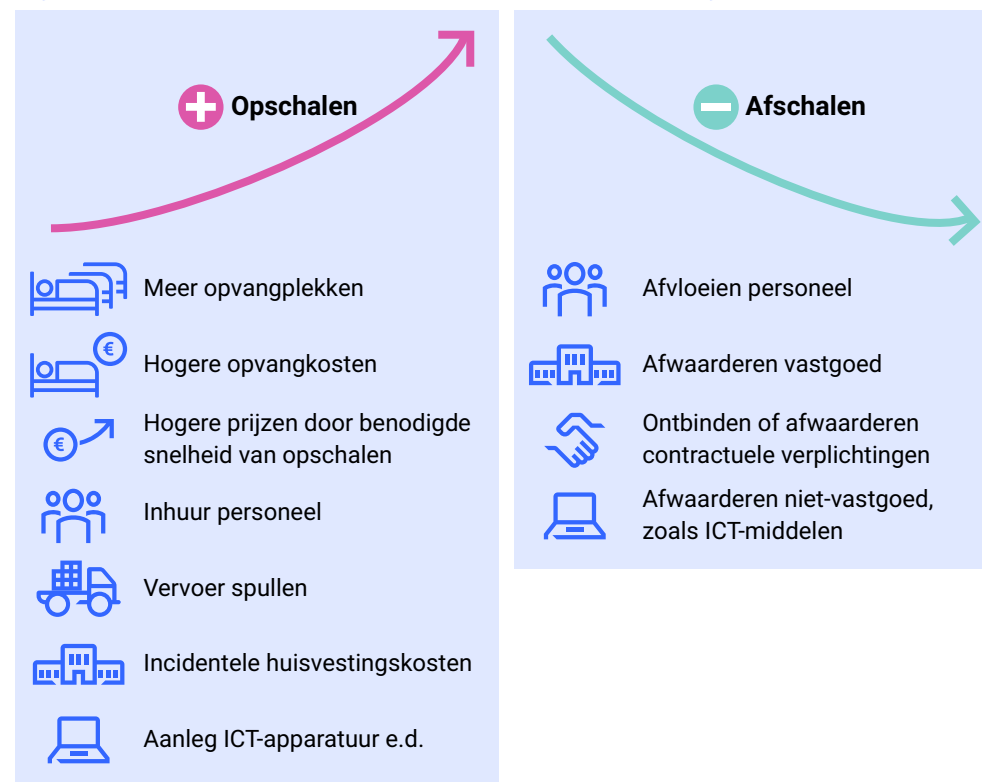 Opschalen
Meer opvangplekken
Hogere opvangkosten
€
Hogere prijzen door benodigde
snelheid van opschalen
€
Inhuur personeel
Vervoer spullen
Incidentele huisvestingskosten
Aanleg ICT-apparatuur e.d.
Afschalen
Afvloeien personeel
Afwaarderen vastgoed
Ontbinden of afwaarderen
contractuele verplichtingen
Afwaarderen niet-vastgoed,
zoals ICT-middelen